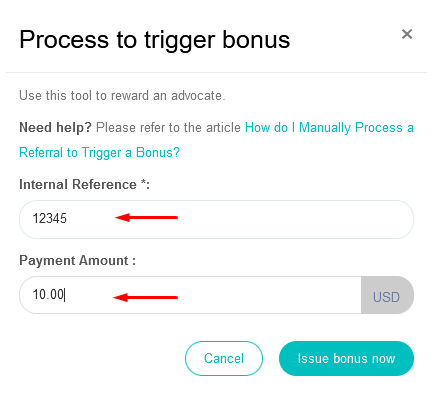 Process to trigger bonus ×
Use this tool to reward an advocate.
Need help? Please refer to the article How do I Manually Process a
Referral to Trigger a Bonus?
Internal Reference *:
12345
Payment Amount :
10.00 USD
Cancel Issue bonus now